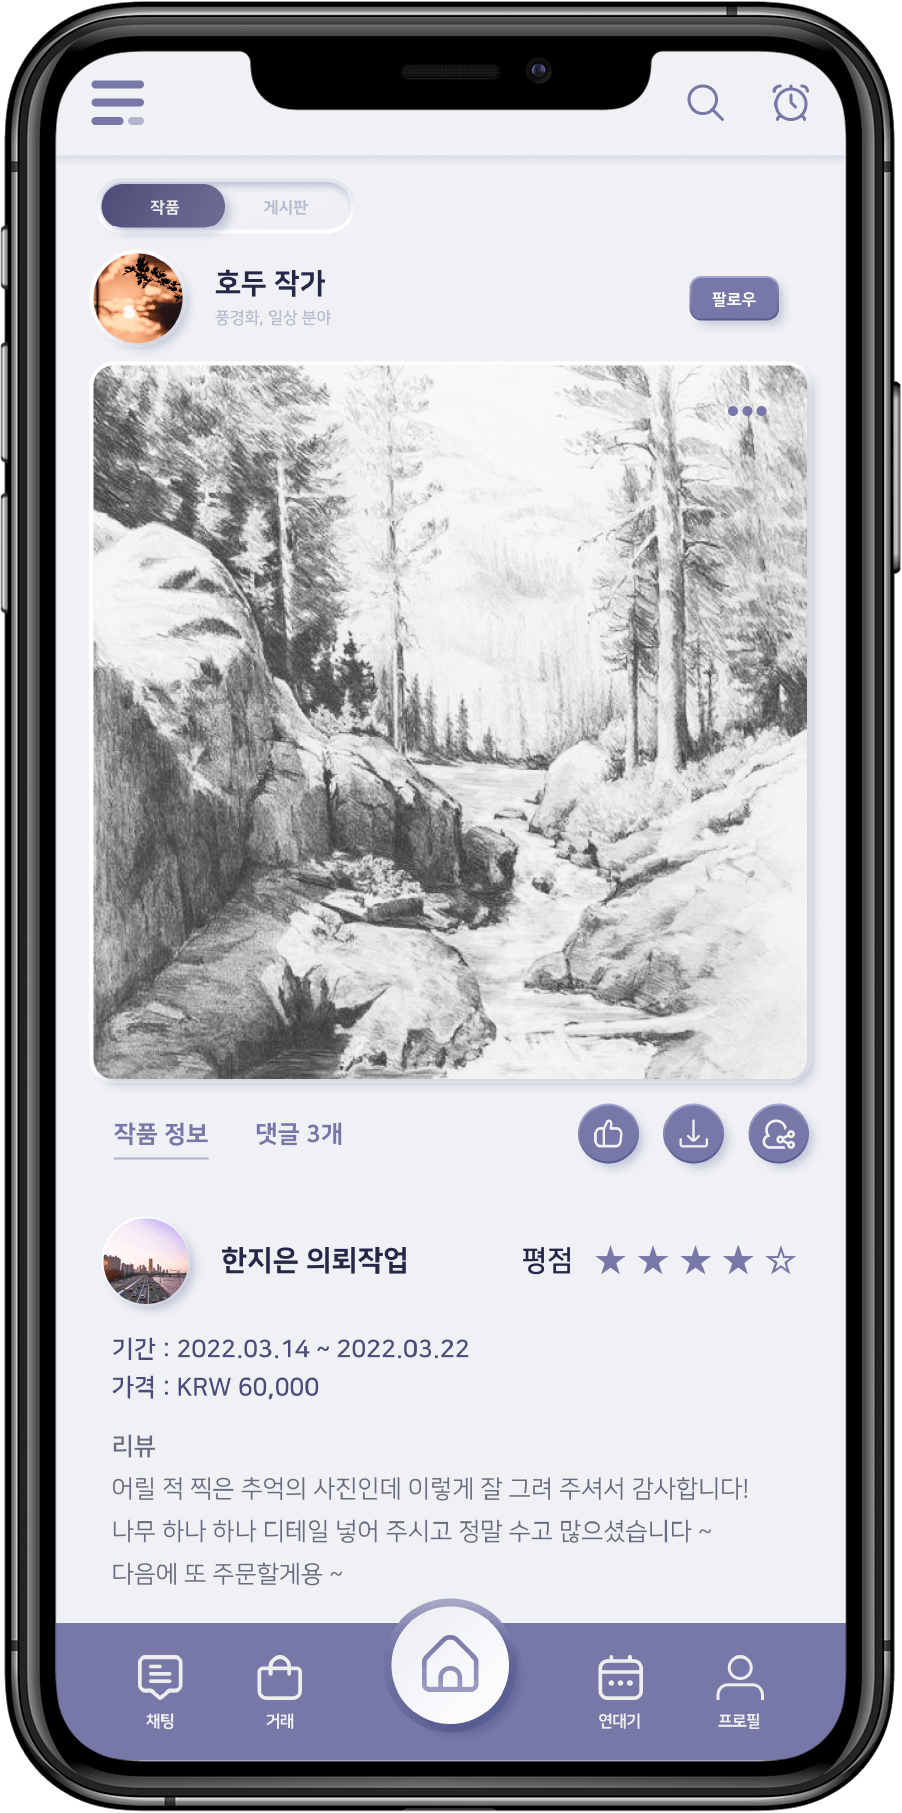 작품 게시판
호두 작가
풍경화, 일상 분야
팔로우
작품 정보 댓글 3개
한지은 의뢰작업 평점
기간 : 2022.03.14 ~ 2022.03.22
가격 : KRW 60,000
리뷰
어릴 적 찍은 추억의 사진인데 이렇게 잘 그려 주셔서 감사합니다!
나무 하나 하나 디테일 넣어 주시고 정말 수고 많으셨습니다 ~
다음에 또 주문할게용 ~
채팅 거래 연대기 프로필